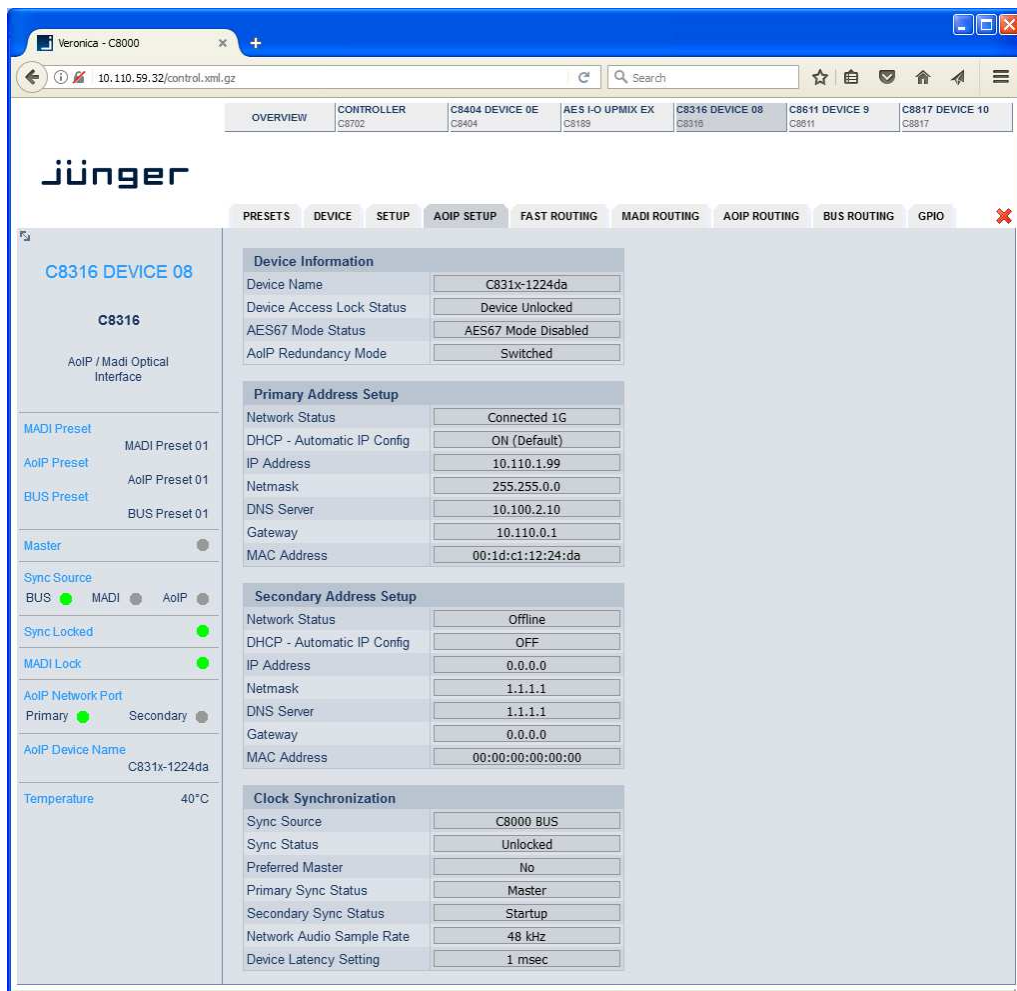 Veronica - C8000
10.110.59.32/control.xml.gz
Search
OVERVIEW
CONTROLLER
C8702
C8404 DEVICE 0E
C8404
AES I-O UPMIX EX
C8189
C8316 DEVICE 08
C8316
C8611 DEVICE 9
C8611
C8817 DEVICE 10
C8817
jünger
PRESETS DEVICE SETUP AOIP SETUP FAST ROUTING MADI ROUTING AOIP ROUTING BUS ROUTING GPIO
C8316 DEVICE 08
C8316
AoIP / Madi Optical
Interface
MADI Preset
MADI Preset 01
AoIP Preset
AoIP Preset 01
BUS Preset
BUS Preset 01
Master
Sync Source
BUS MADI AoIP
Sync Locked
MADI Lock
AoIP Network Port
Primary Secondary
AoIP Device Name
C831x-1224da
Temperature 40°C
Device Information
Device Name C831x-1224da
Device Access Lock Status Device Unlocked
AES67 Mode Status AES67 Mode Disabled
AoIP Redundancy Mode Switched
Primary Address Setup
Network Status Connected 1G
DHCP - Automatic IP Config ON (Default)
IP Address 10.110.1.99
Netmask 255.255.0.0
DNS Server 10.100.2.10
Gateway 10.110.0.1
MAC Address 00:1d:c1:12:24:da
Secondary Address Setup
Network Status Offline
DHCP - Automatic IP Config OFF
IP Address 0.0.0.0
Netmask 1.1.1.1
DNS Server 1.1.1.1
Gateway 0.0.0.0
MAC Address 00:00:00:00:00:00
Clock Synchronization
Sync Source C8000 BUS
Sync Status Unlocked
Preferred Master No
Primary Sync Status Master
Secondary Sync Status Startup
Network Audio Sample Rate 48 kHz
Device Latency Setting 1 msec